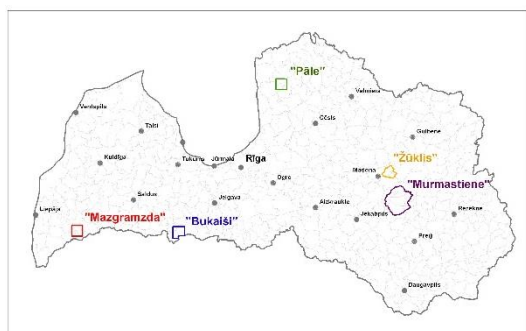 "Pāle"
Ventspils
Valmiera
Talsi
Cēsis
Gulbene
"Žūklis"
Rīga
Kuldīga
Tukums
Jūrmala
Madona
Ogre
"Murmastiene"
Saldus
Jelgava
Aizkraukle
Liepāja
"Mazgramzda"
"Bukaiši"
Jēkabpils
Rēzekne
Preiļi
Daugavpils